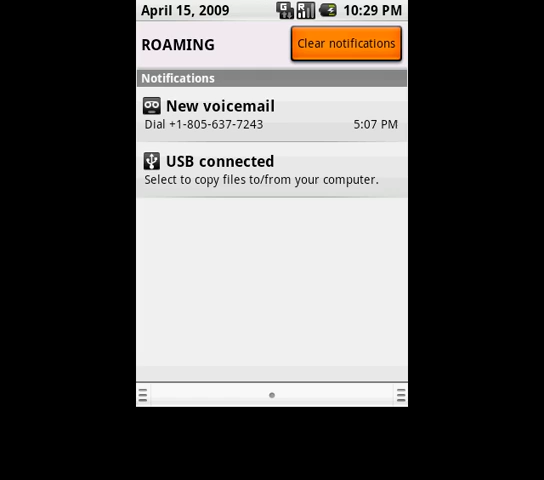 April 15, 2009 10:29 PM
ROAMING Clear notifications
Notifications
New voicemail
Dial +1-805-637-7243 5:07 PM
USB connected
Select to copy files to/from your computer.